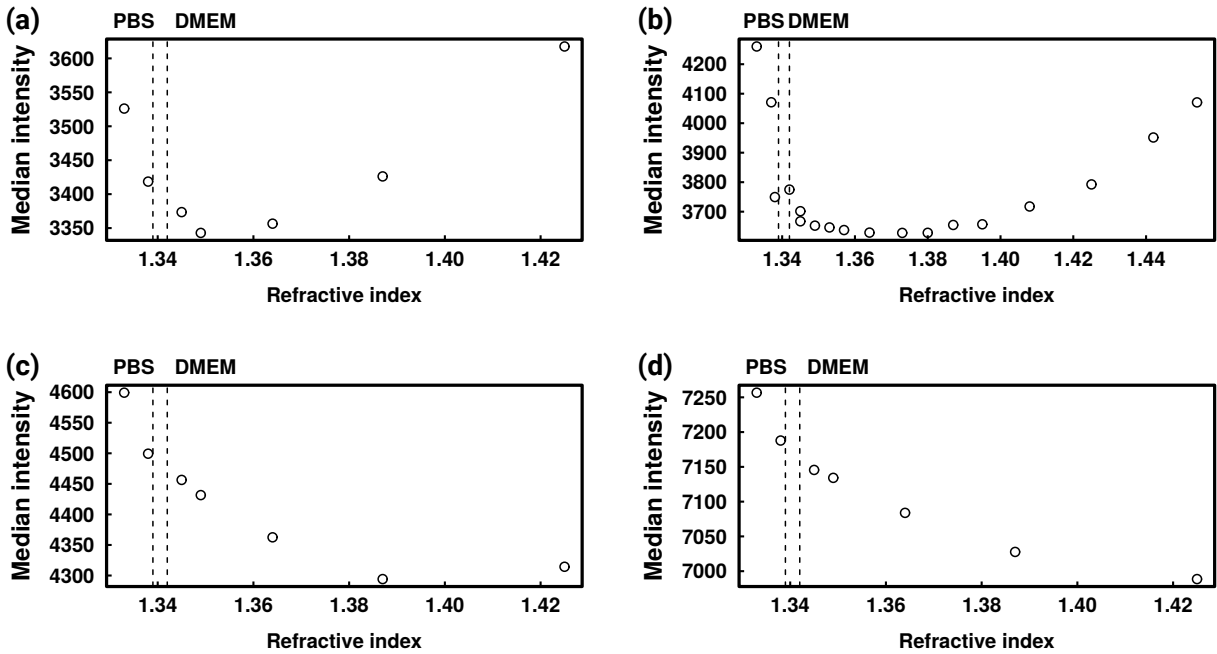 (a) PBS DMEM
Median intensity
3600
3550
3500
3450
3400
3350
1.34 1.36 1.38 1.40 1.42
Refractive index
(b) PBS DMEM
Median intensity
4200
4100
4000
3900
3800
3700
1.34 1.36 1.38 1.40 1.42 1.44
Refractive index
(c) PBS DMEM
Median intensity
4600
4550
4500
4450
4400
4350
4300
1.34 1.36 1.38 1.40 1.42
Refractive index
(d) PBS DMEM
Median intensity
7250
7200
7150
7100
7050
7000
1.34 1.36 1.38 1.40 1.42
Refractive index